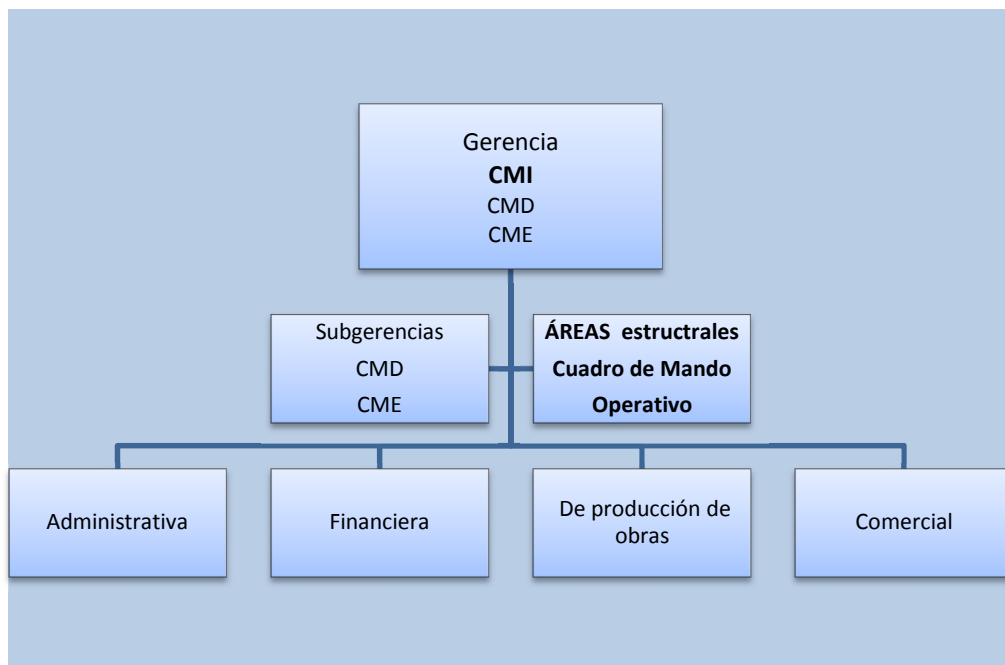 Gerencia
CMI
CMD
CME
Subgerencias
CMD
CME
ÁREAS estructrales
Cuadro de Mando
Operativo
Administrativa
Financiera
De producción de
obras
Comercial